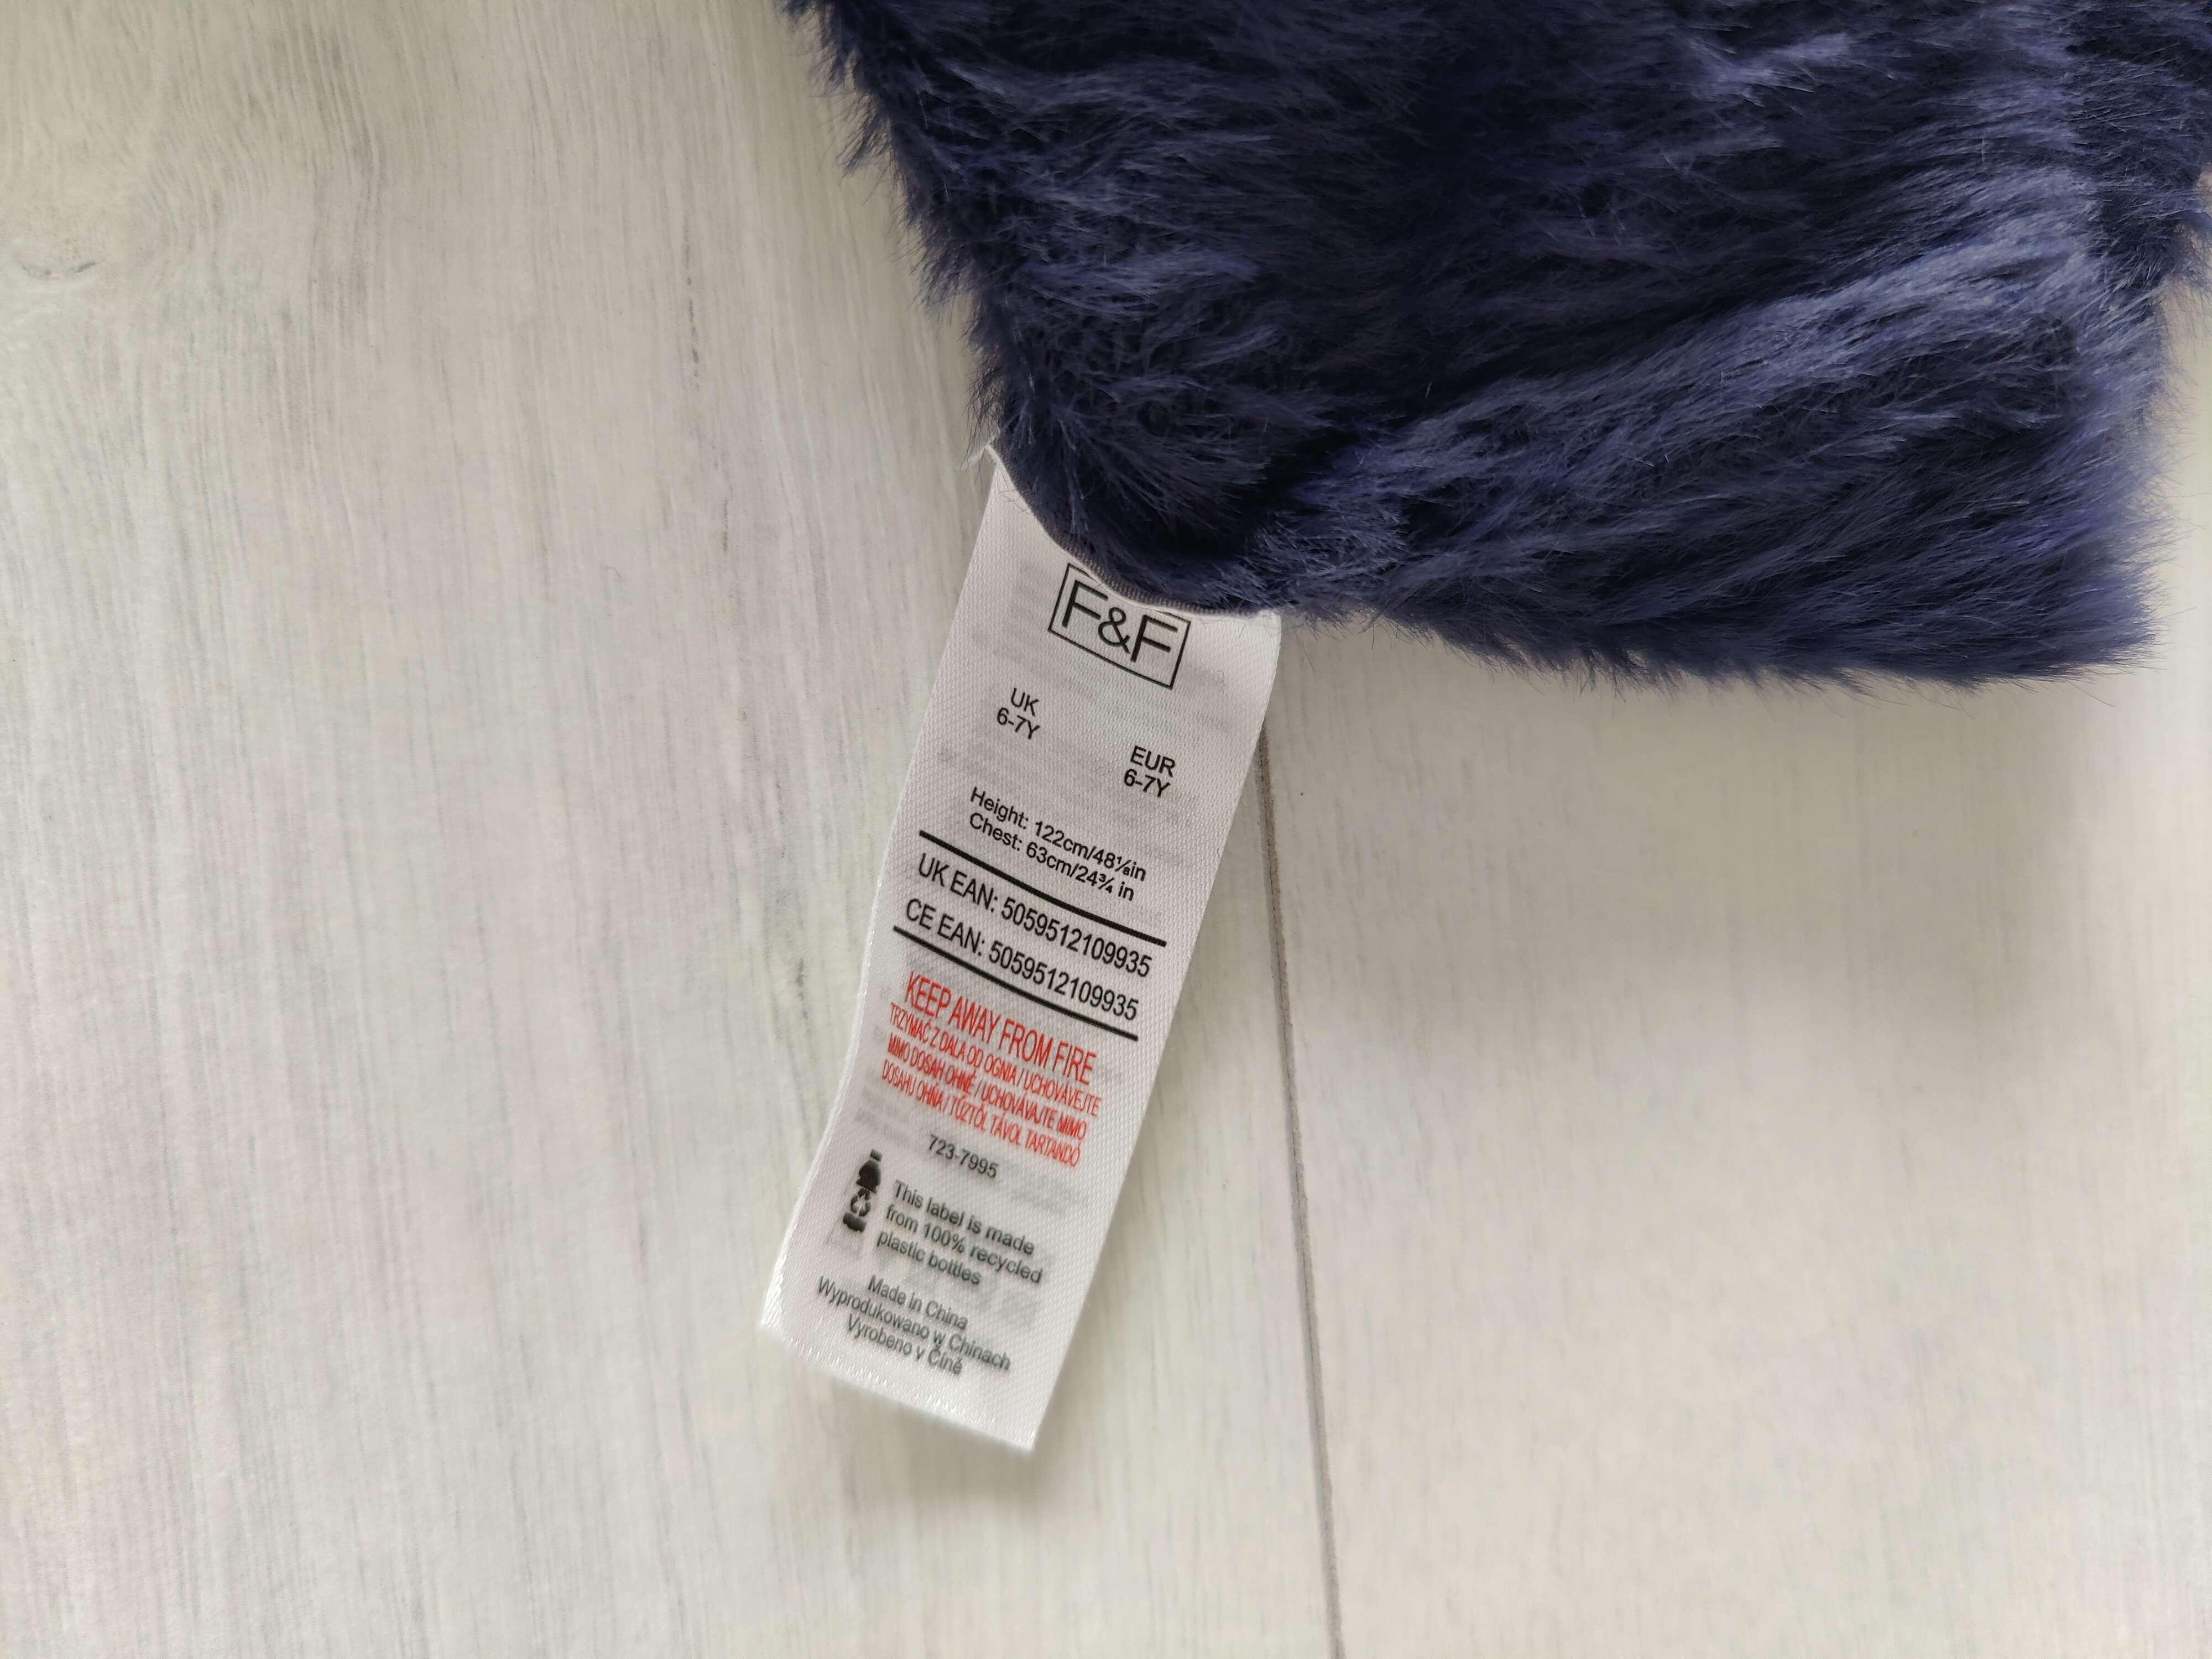 F&F
UK
6-7Y
EUR
6-7Y
Height: 122cm/48⅛in
Chest: 63cm/24¾ in
UK EAN: 5059512109935
CE EAN: 5059512109935
KEEP AWAY FROM FIRE
TRZYMAĆ Z DALA OD OGNIA / UCHOVÁVEJTE
MIMO DOSAH OHNĚ / UCHOVÁVAJTE MIMO
DOSAHU OHŇA / TŰZTŐL TÁVOL TARTANDÓ
723-7995
This label is made
from 100% recycled
plastic bottles
Made in China
Wyprodukowano w Chinach
Vyrobeno v Číně